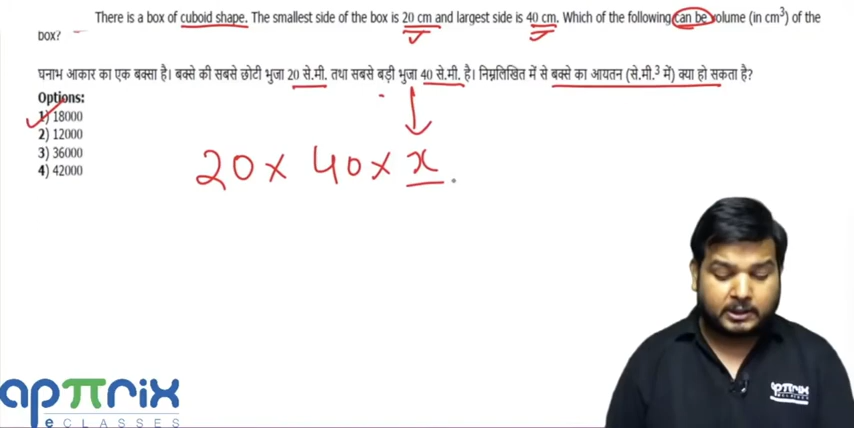 There is a box of cuboid shape. The smallest side of the box is 20 cm and largest side is 40 cm. Which of the following can be volume (in cm³) of the
box?
घनाभ आकार का एक बक्सा है। बक्से की सबसे छोटी भुजा 20 से.मी. तथा सबसे बड़ी भुजा 40 से.मी. है। निम्नलिखित में से बक्से का आयतन (से.मी.³ में) क्या हो सकता है?
Options:
1) 18000
2) 12000
3) 36000
4) 42000
20 × 40 × x
apπrix
eCLASSES